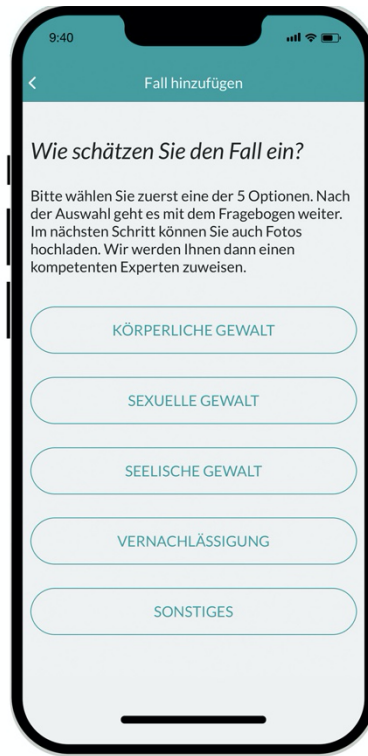 9:40
Fall hinzufügen
Wie schätzen Sie den Fall ein?
Bitte wählen Sie zuerst eine der 5 Optionen. Nach
der Auswahl geht es mit dem Fragebogen weiter.
Im nächsten Schritt können Sie auch Fotos
hochladen. Wir werden Ihnen dann einen
kompetenten Experten zuweisen.
KÖRPERLICHE GEWALT
SEXUELLE GEWALT
SEELISCHE GEWALT
VERNACHLÄSSIGUNG
SONSTIGES